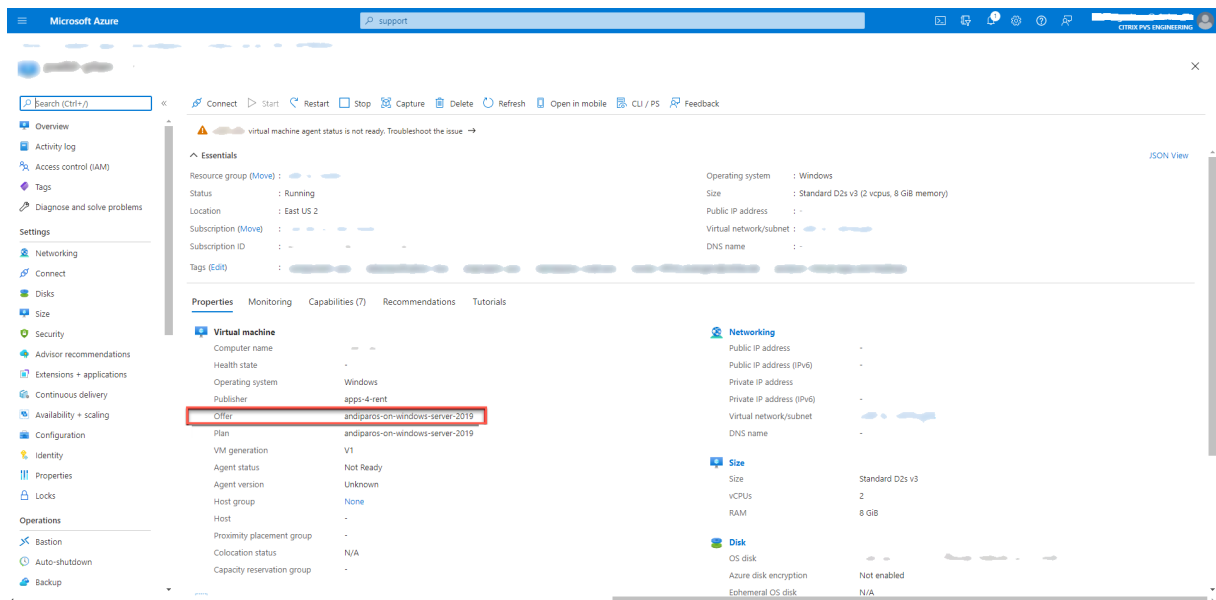 Microsoft Azure
support
1
CITRIX PVS ENGINEERING
Search (Ctrl+/)
«
Connect Start Restart Stop Capture Delete Refresh Open in mobile CLI / PS Feedback
Overview
Activity log
Access control (IAM)
Tags
Diagnose and solve problems
Settings
Networking
Connect
Disks
Size
Security
Advisor recommendations
Extensions + applications
Continuous delivery
Availability + scaling
Configuration
Identity
Properties
Locks
Operations
Bastion
Auto-shutdown
Backup
virtual machine agent status is not ready. Troubleshoot the issue →
Essentials
JSON View
Resource group (Move) :
Status : Running
Location : East US 2
Subscription (Move) :
Subscription ID :
Tags (Edit) :
Operating system : Windows
Size : Standard D2s v3 (2 vcpus, 8 GiB memory)
Public IP address : -
Virtual network/subnet :
DNS name : -
Properties Monitoring Capabilities (7) Recommendations Tutorials
Virtual machine
Computer name
Health state -
Operating system Windows
Publisher apps-4-rent
Offer andiparos-on-windows-server-2019
Plan andiparos-on-windows-server-2019
VM generation V1
Agent status Not Ready
Agent version Unknown
Host group None
Host -
Proximity placement group -
Colocation status N/A
Capacity reservation group -
Networking
Public IP address -
Public IP address (IPv6) -
Private IP address
Private IP address (IPv6) -
Virtual network/subnet
DNS name -
Size
Size Standard D2s v3
vCPUs 2
RAM 8 GiB
Disk
OS disk
Azure disk encryption Not enabled
Ephemeral OS disk N/A